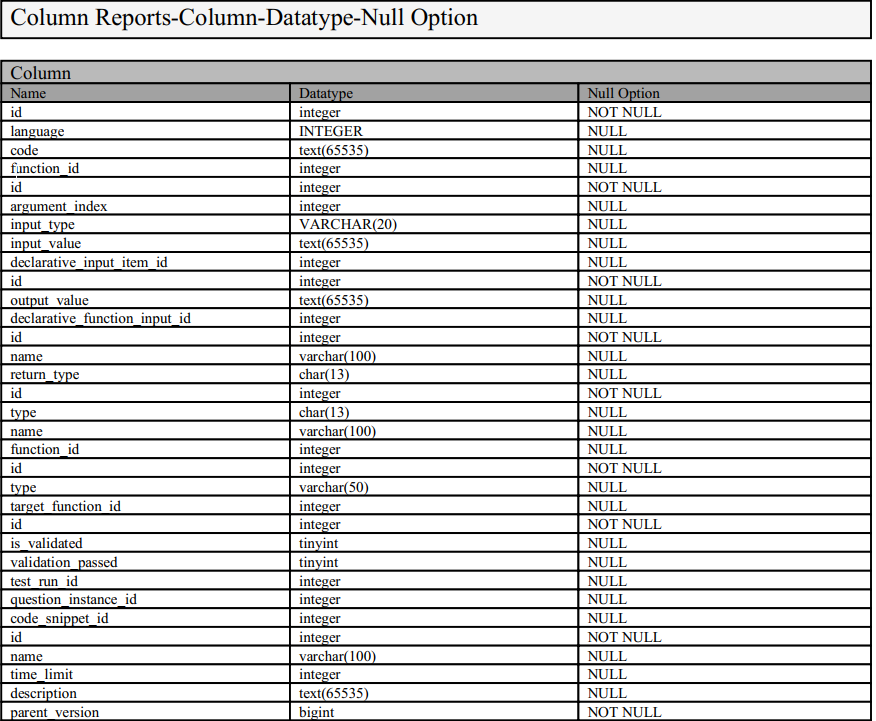 Column Reports-Column-Datatype-Null Option
Column
Name Datatype Null Option
id integer NOT NULL
language INTEGER NULL
code text(65535) NULL
function_id integer NULL
id integer NOT NULL
argument_index integer NULL
input_type VARCHAR(20) NULL
input_value text(65535) NULL
declarative_input_item_id integer NULL
id integer NOT NULL
output_value text(65535) NULL
declarative_function_input_id integer NULL
id integer NOT NULL
name varchar(100) NULL
return_type char(13) NULL
id integer NOT NULL
type char(13) NULL
name varchar(100) NULL
function_id integer NULL
id integer NOT NULL
type varchar(50) NULL
target_function_id integer NULL
id integer NOT NULL
is_validated tinyint NULL
validation_passed tinyint NULL
test_run_id integer NULL
question_instance_id integer NULL
code_snippet_id integer NULL
id integer NOT NULL
name varchar(100) NULL
time_limit integer NULL
description text(65535) NULL
parent_version bigint NOT NULL